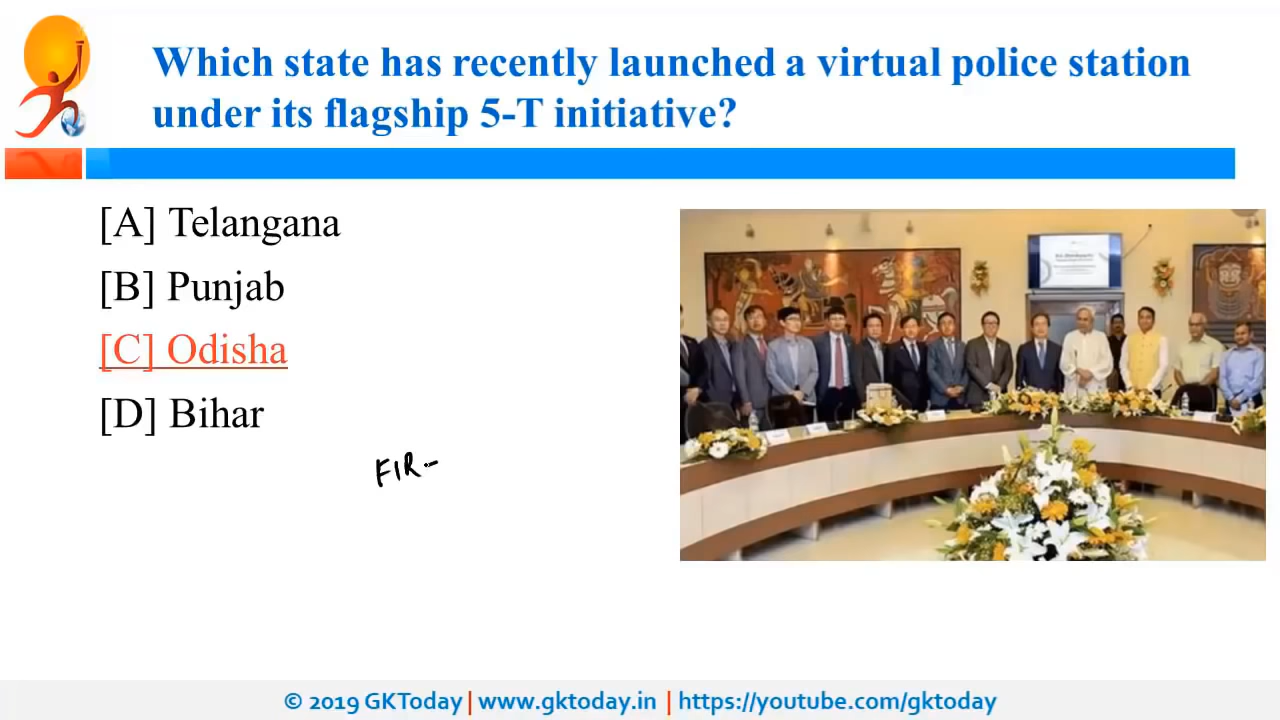 Which state has recently launched a virtual police station
under its flagship 5-T initiative?
[A] Telangana
[B] Punjab
[C] Odisha
[D] Bihar
FIR-
© 2019 GKToday | www.gktoday.in | https://youtube.com/gktoday